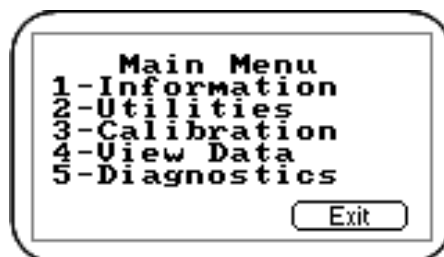 Main Menu
1-Information
2-Utilities
3-Calibration
4-View Data
5-Diagnostics
Exit